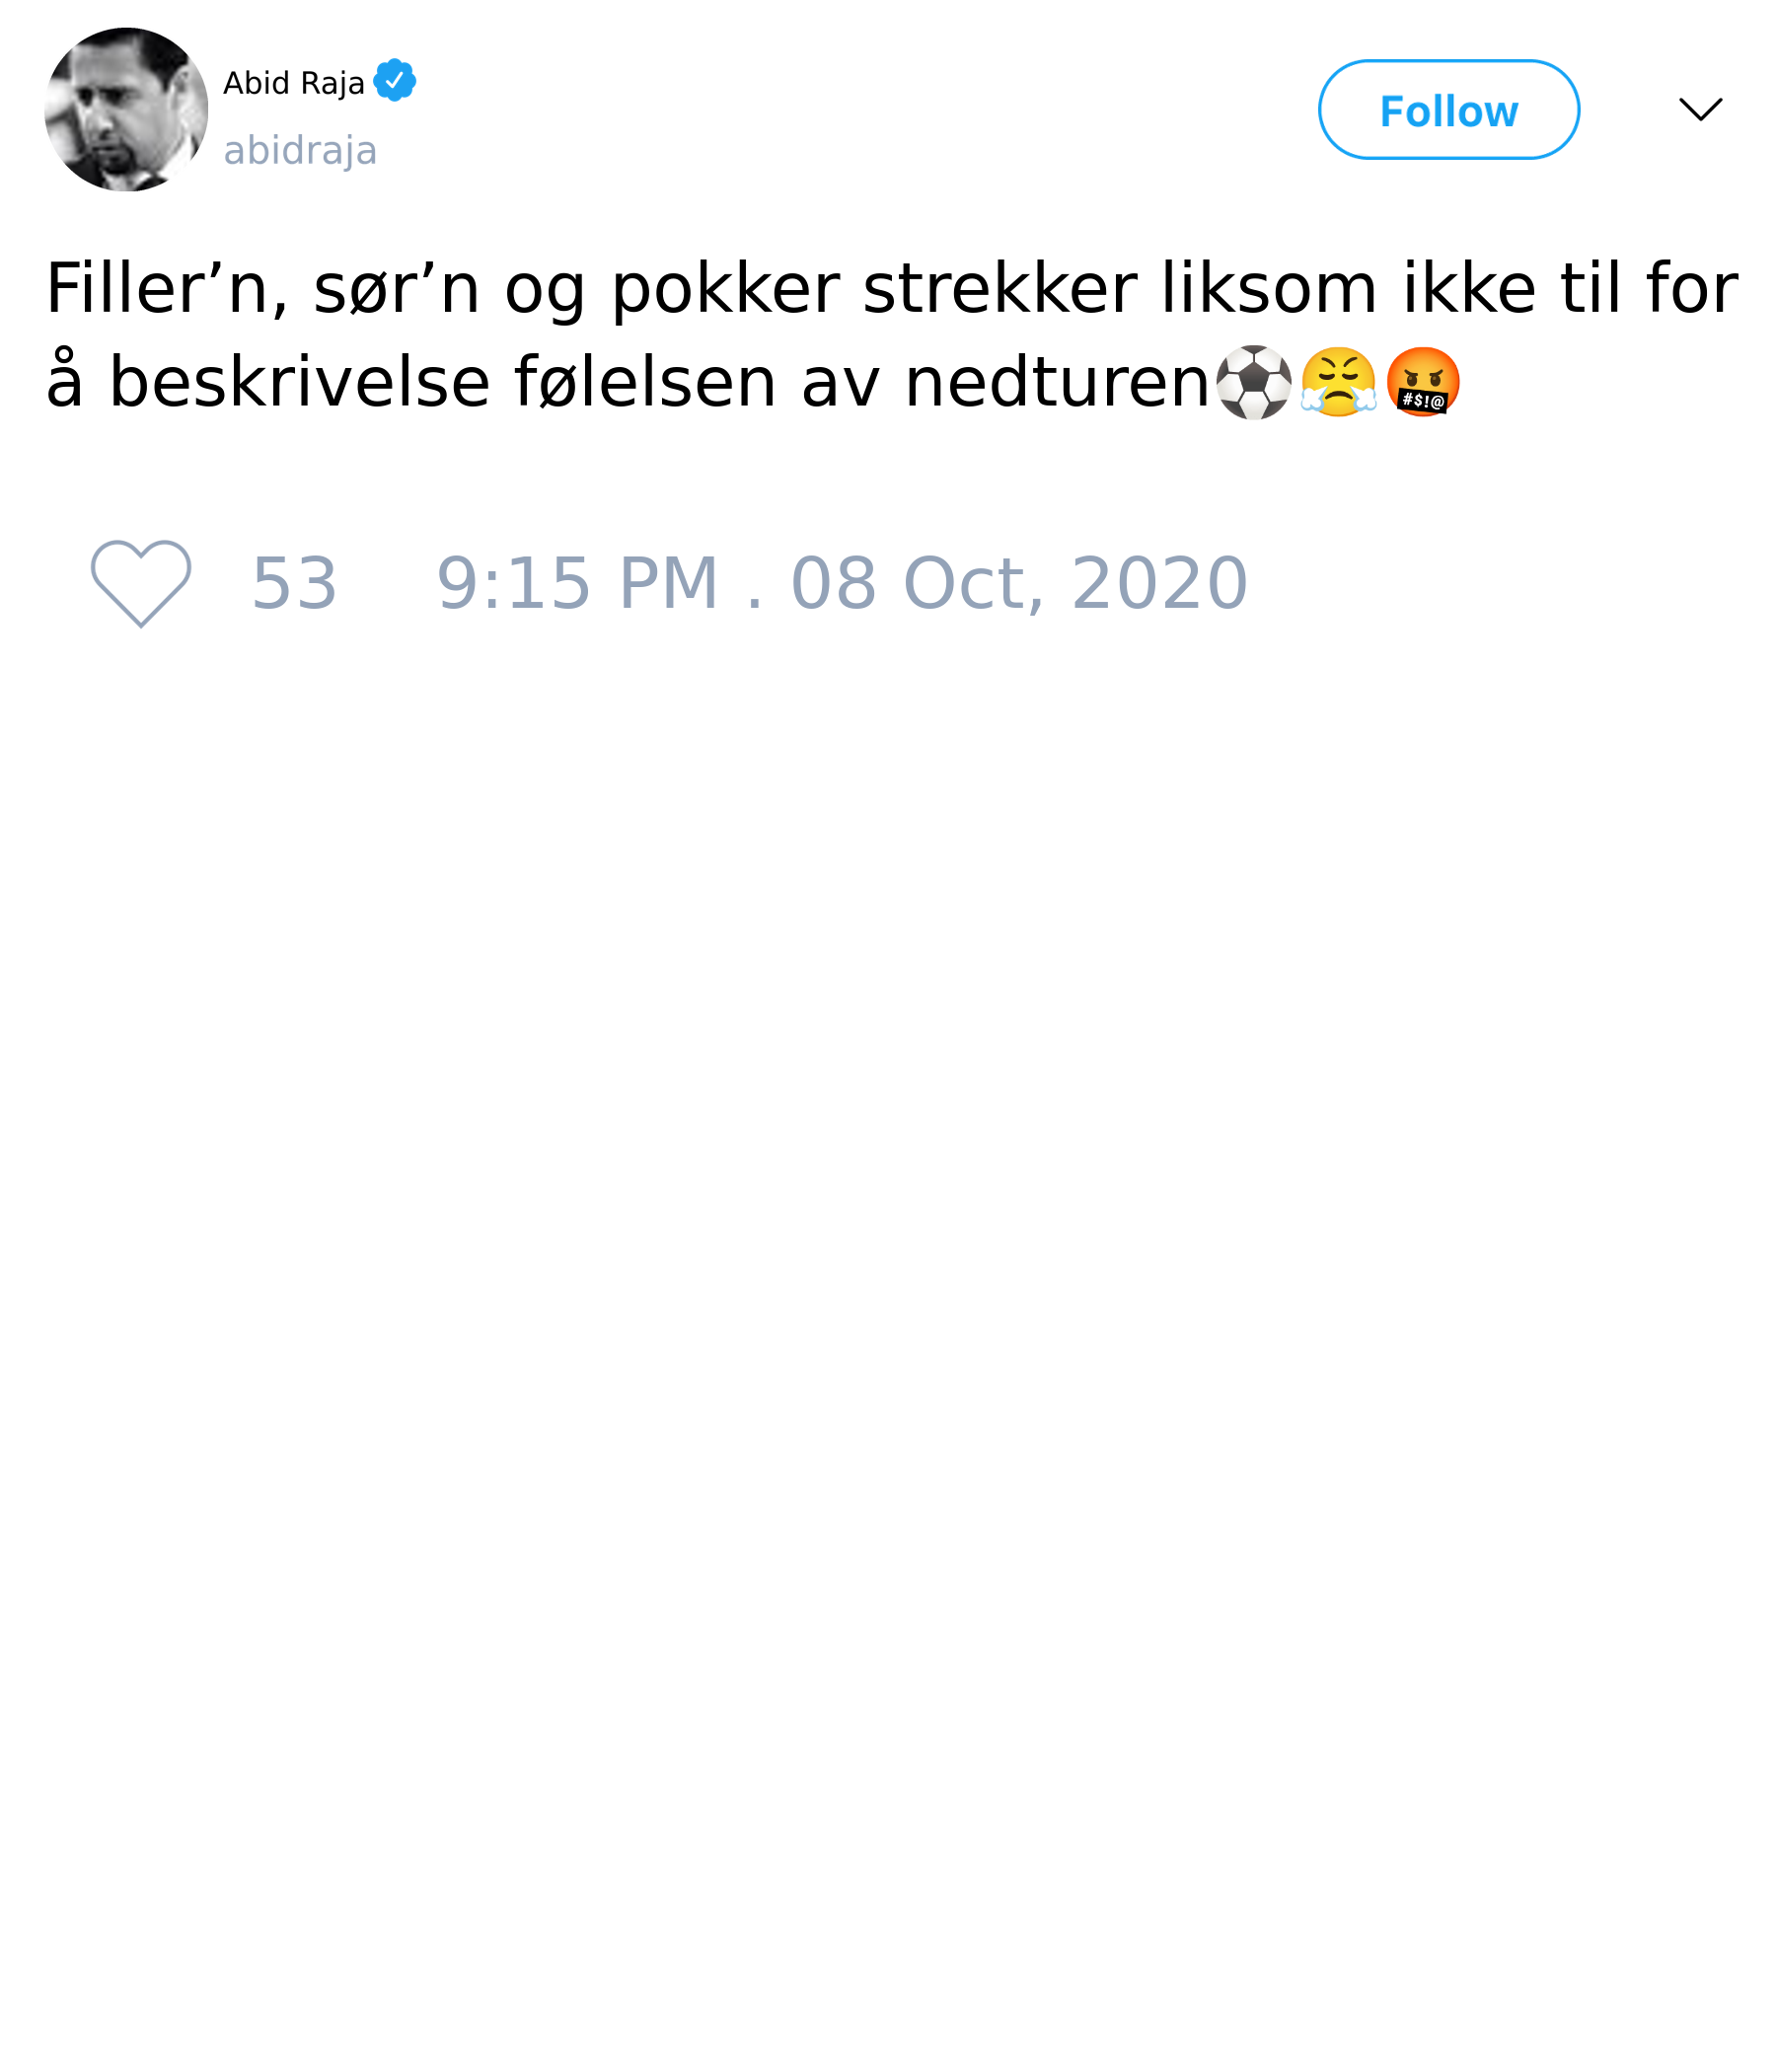 Abid Raja
abidraja
Follow
Filler’n, sør’n og pokker strekker liksom ikke til for
å beskrivelse følelsen av nedturen⚽😤🤬
53 9:15 PM . 08 Oct, 2020